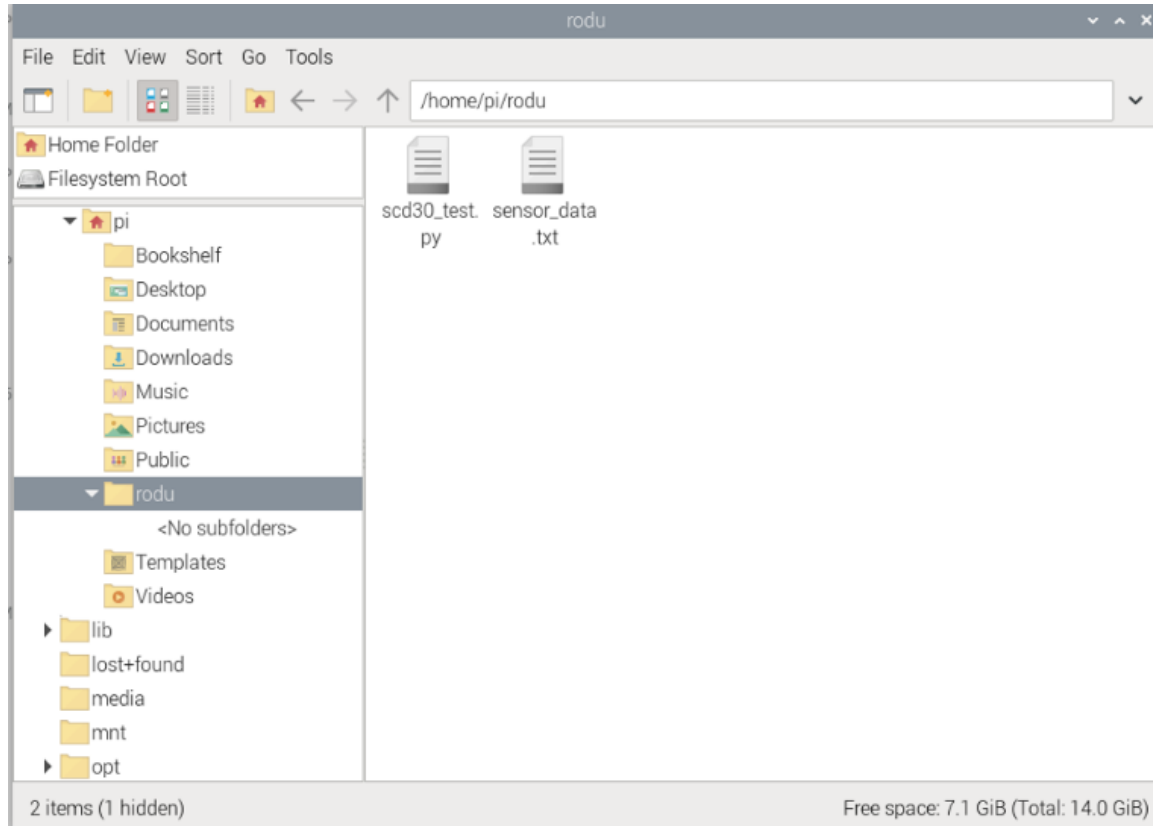 rodu
File Edit View Sort Go Tools
/home/pi/rodu
Home Folder
Filesystem Root
pi
Bookshelf
Desktop
Documents
Downloads
Music
Pictures
Public
rodu
<No subfolders>
Templates
Videos
lib
lost+found
media
mnt
opt
scd30_test.
py
sensor_data
.txt
2 items (1 hidden)
Free space: 7.1 GiB (Total: 14.0 GiB)